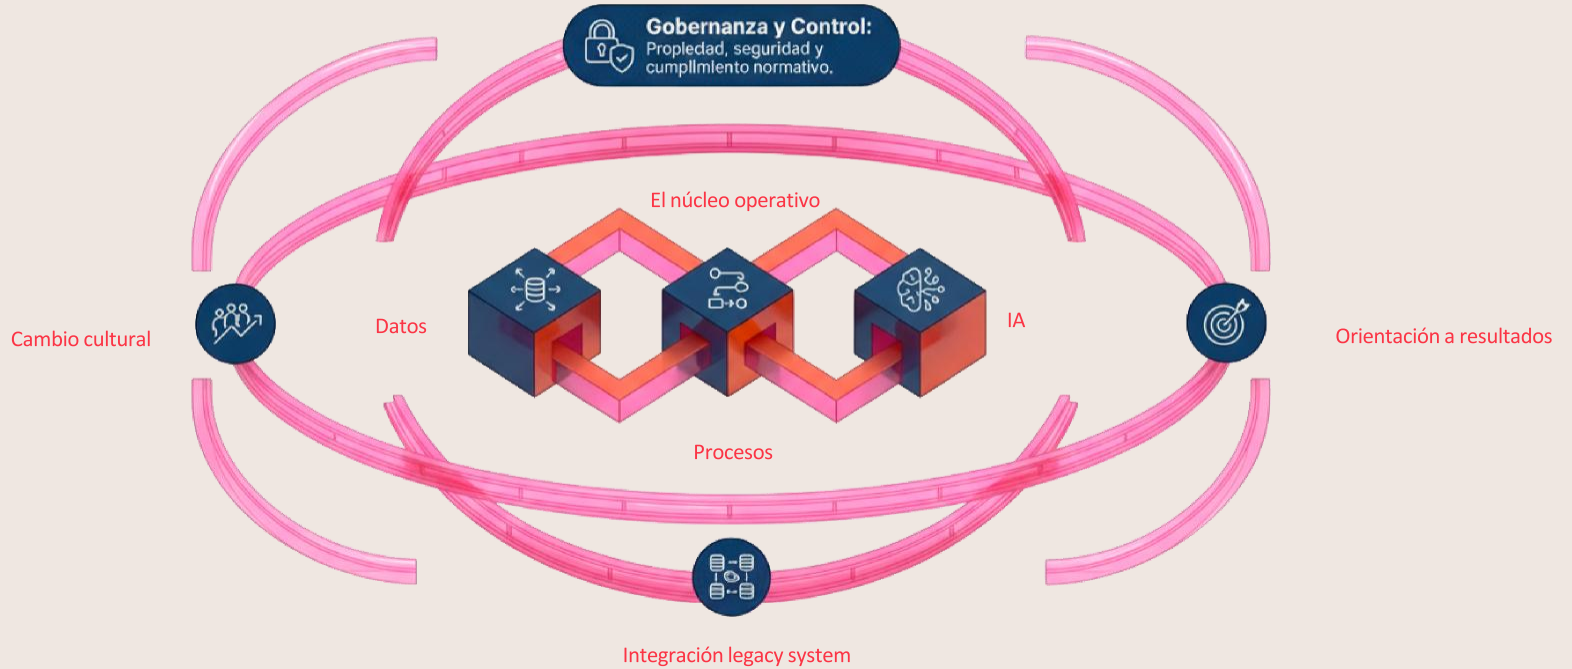 Gobernanza y Control:
Propiedad, seguridad y
cumplimiento normativo.
El núcleo operativo
Cambio cultural
Datos
IA
Orientación a resultados
Procesos
Integración legacy system